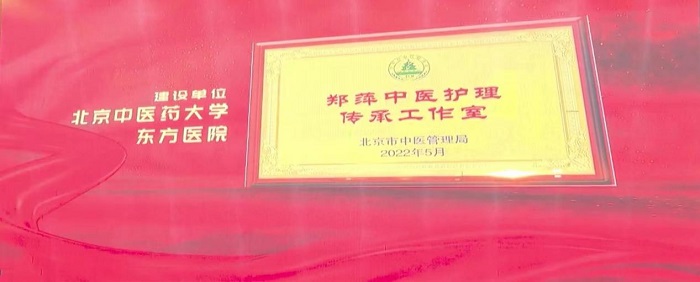 建设单位
北京中医药大学
东方医院
郑萍中医护理
传承工作室
北京市中医管理局
2022年5月